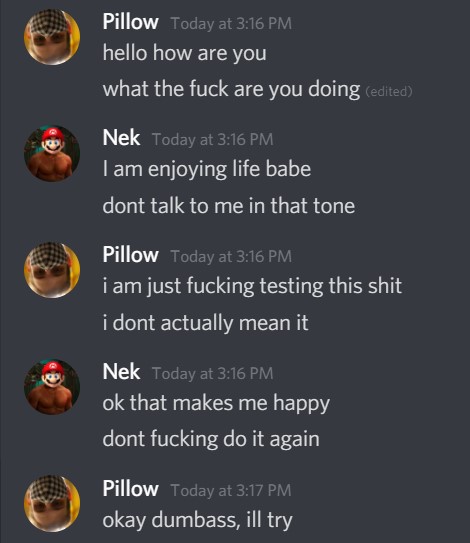 Pillow Today at 3:16 PM
hello how are you
what the fuck are you doing (edited)
Nek Today at 3:16 PM
I am enjoying life babe
dont talk to me in that tone
Pillow Today at 3:16 PM
i am just fucking testing this shit
i dont actually mean it
Nek Today at 3:16 PM
ok that makes me happy
dont fucking do it again
Pillow Today at 3:17 PM
okay dumbass, ill try